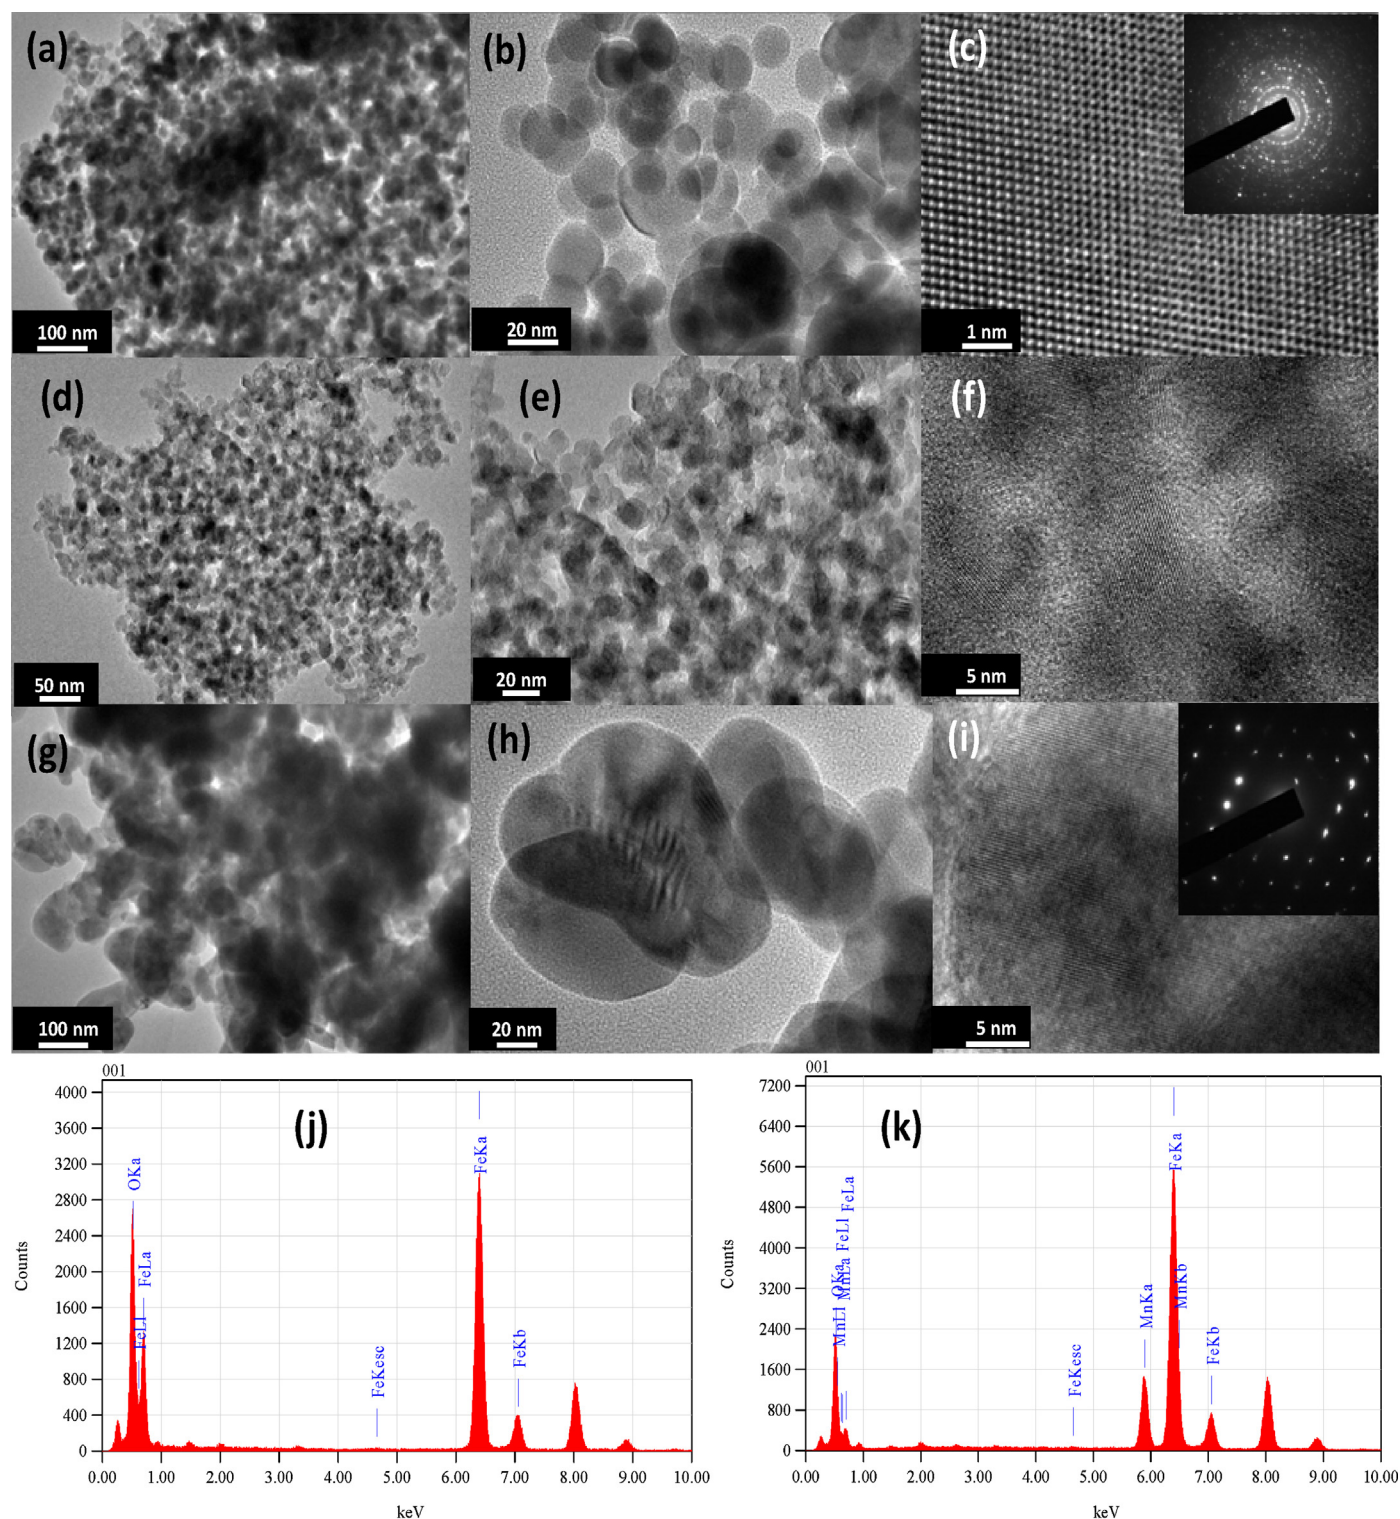 (a)
100 nm
(b)
20 nm
(c)
1 nm
(d)
50 nm
(e)
20 nm
(f)
5 nm
(g)
100 nm
(h)
20 nm
(i)
5 nm
001
(j)
4000
3600
3200
2800
2400
2000
1600
1200
800
400
0
Counts
OKa
FeLl
FeLa
FeKesc
FeKa
FeKb
0.00 1.00 2.00 3.00 4.00 5.00 6.00 7.00 8.00 9.00 10.00
keV
001
(k)
7200
6400
5600
4800
4000
3200
2400
1600
800
0
Counts
MnLl OKa
MnLa FeLl FeLa
FeKesc
MnKa
FeKa
MnKb
FeKb
0.00 1.00 2.00 3.00 4.00 5.00 6.00 7.00 8.00 9.00 10.00
keV